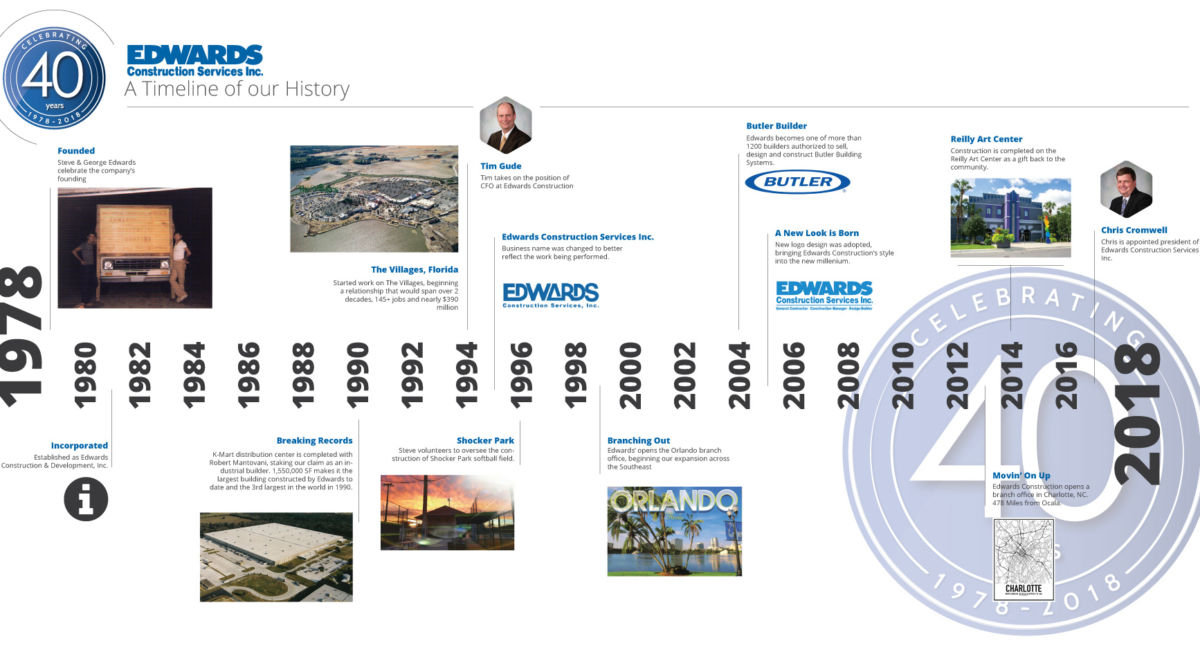 CELEBRATING
40
years
1978-2018
EDWARDS
Construction Services Inc.
A Timeline of our History
Founded
Steve & George Edwards
celebrate the company's
founding
The Villages, Florida
Started work on The Villages, beginning
a relationship that would span over 2
decades, 145+ jobs and nearly $390
million
Tim Gude
Tim takes on the position of
CFO at Edwards Construction
Edwards Construction Services Inc.
Business name was changed to better
reflect the work being performed.
EDWARDS
Construction Services, Inc.
Butler Builder
Edwards becomes one of more than
1200 builders authorized to sell,
design and construct Butler Building
Systems.
BUTLER
A New Look is Born
New logo design was adopted,
bringing Edwards Construction's style
into the new millenium.
EDWARDS
Construction Services Inc.
General Contractor Construction Manager Design-Builder
Reilly Art Center
Construction is completed on the
Reilly Art Center as a gift back to the
community.
Chris Cromwell
Chris is appointed president of
Edwards Construction Services
Inc.
1978
1980
1982
1984
1986
1988
1990
1992
1994
1996
1998
2000
2002
2004
2006
2008
2010
2012
2014
2016
2018
Incorporated
Established as Edwards
Construction & Development, Inc.
i
Breaking Records
K-Mart distribution center is completed with
Robert Mantovani, staking our claim as an in-
dustrial builder. 1,550,000 SF makes it the
largest building constructed by Edwards to
date and the 3rd largest in the world in 1990.
Shocker Park
Steve volunteers to oversee the con-
struction of Shocker Park softball field.
Branching Out
Edwards' opens the Orlando branch
office, beginning our expansion across
the Southeast
ORLANDO
Movin' On Up
Edwards Construction opens a
branch office in Charlotte, NC.
478 Miles from Ocala.
CHARLOTTE
CELEBRATING
40
1978-2018